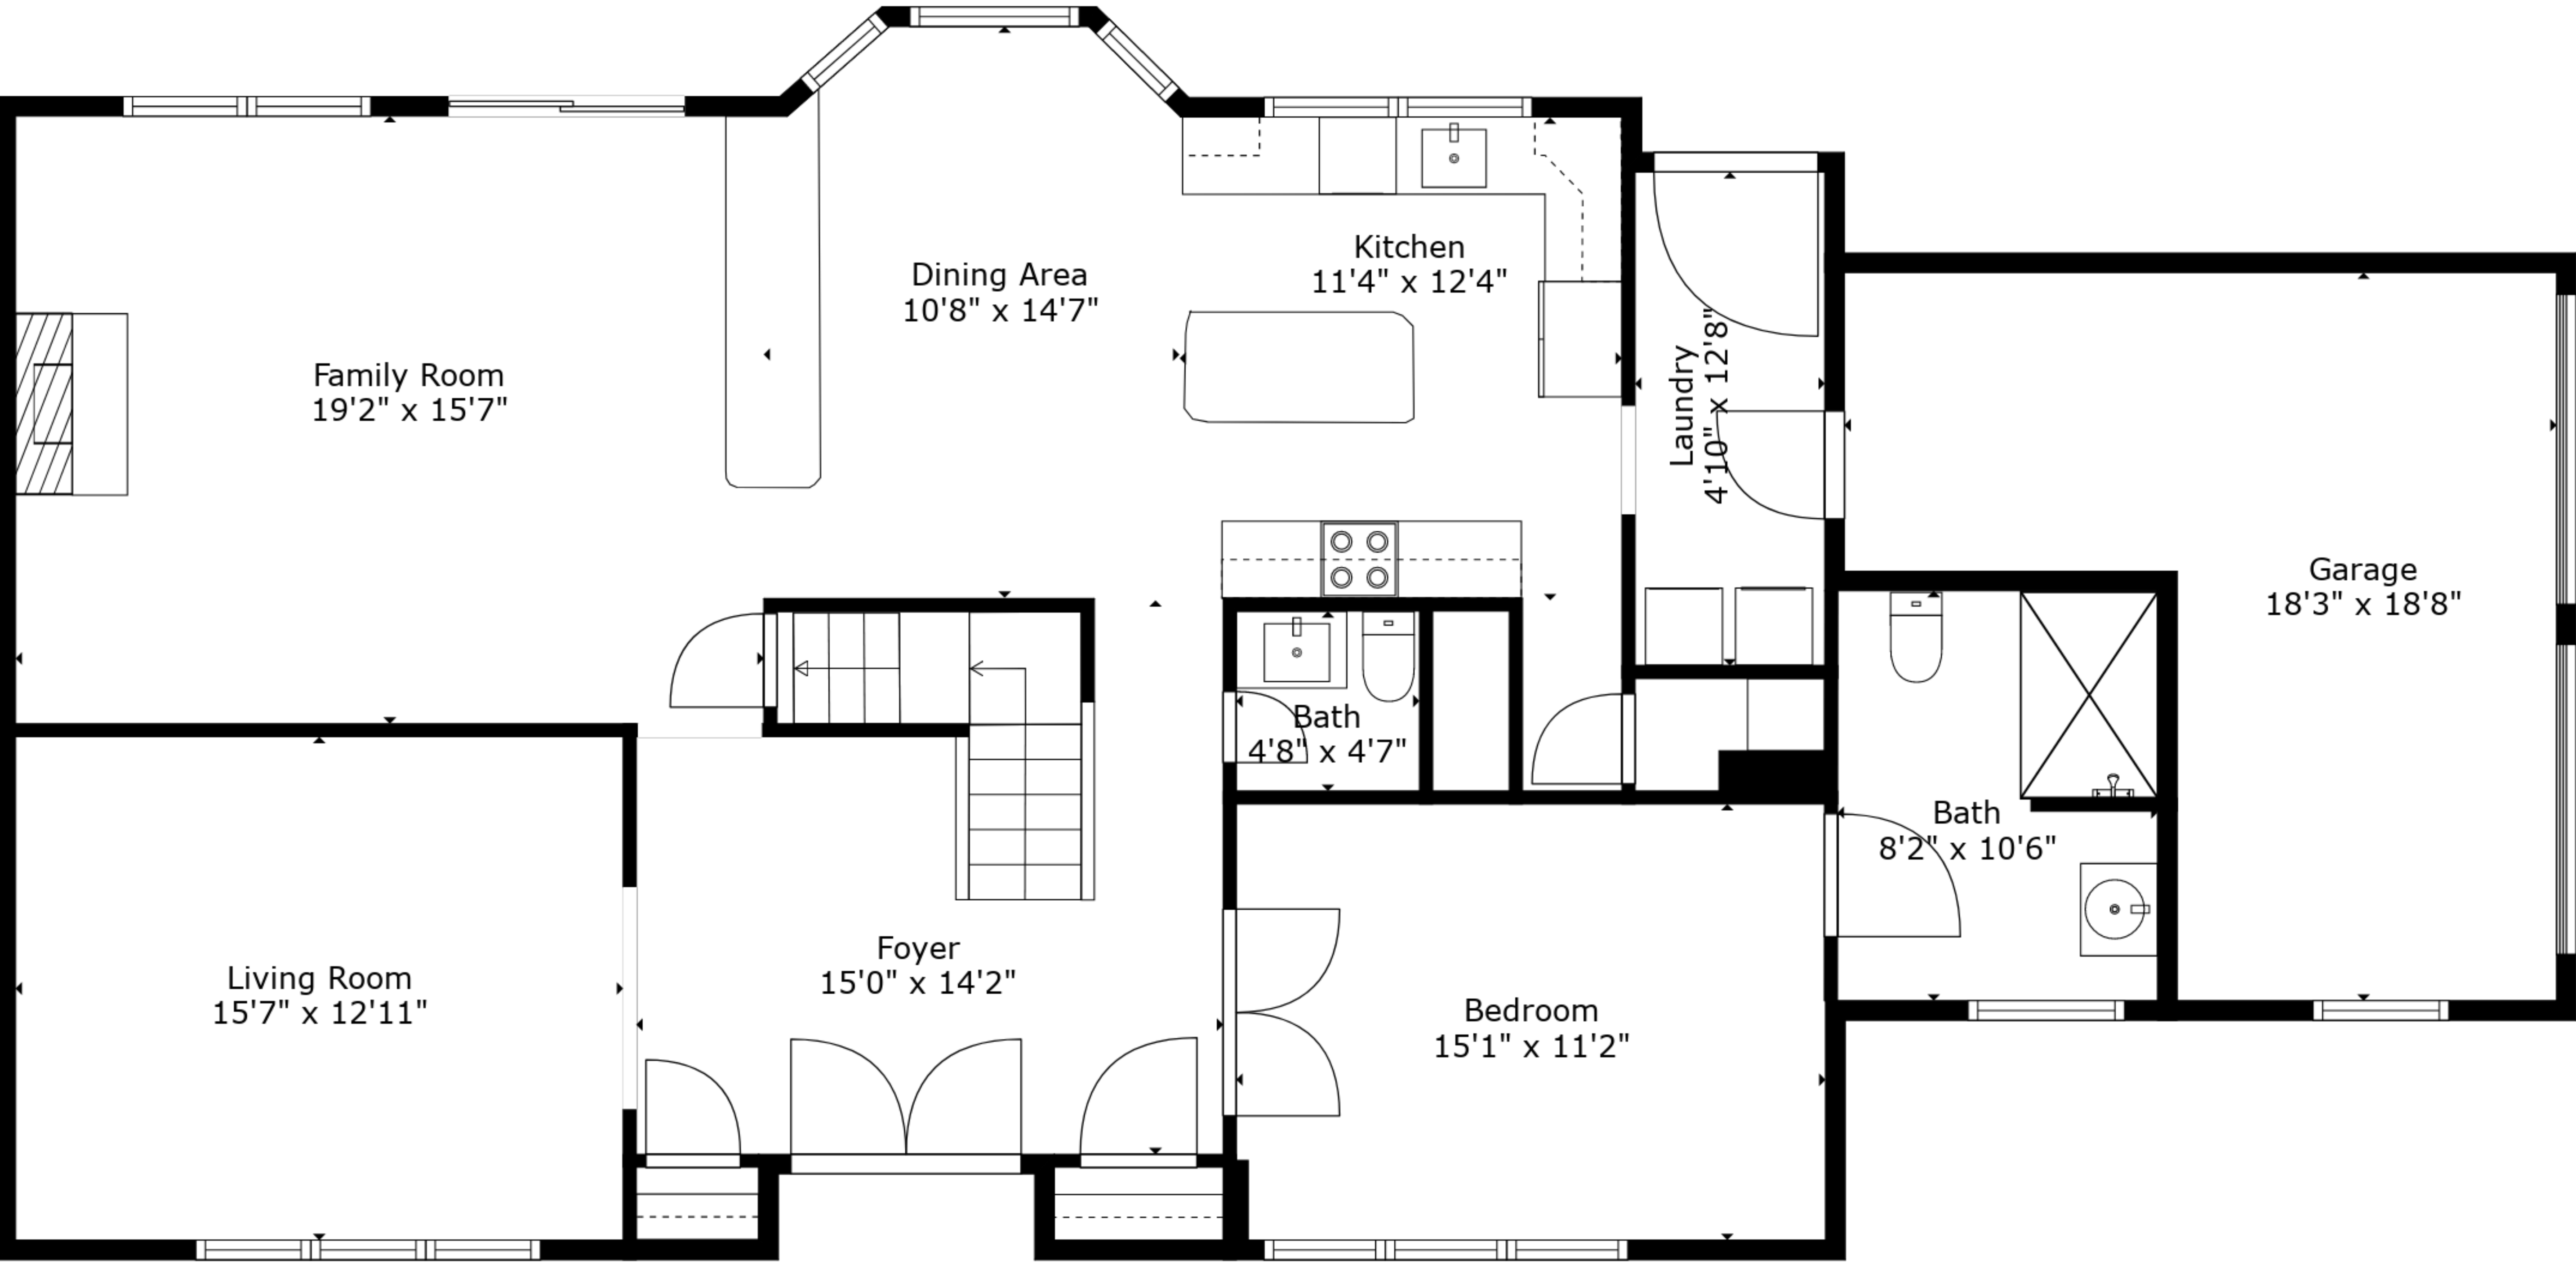 Dining Area
10'8" x 14'7"
Kitchen
11'4" x 12'4"
Family Room
19'2" x 15'7"
Laundry
4'10" x 12'8"
Garage
18'3" x 18'8"
Bath
4'8" x 4'7"
Bath
8'2" x 10'6"
Living Room
15'7" x 12'11"
Foyer
15'0" x 14'2"
Bedroom
15'1" x 11'2"